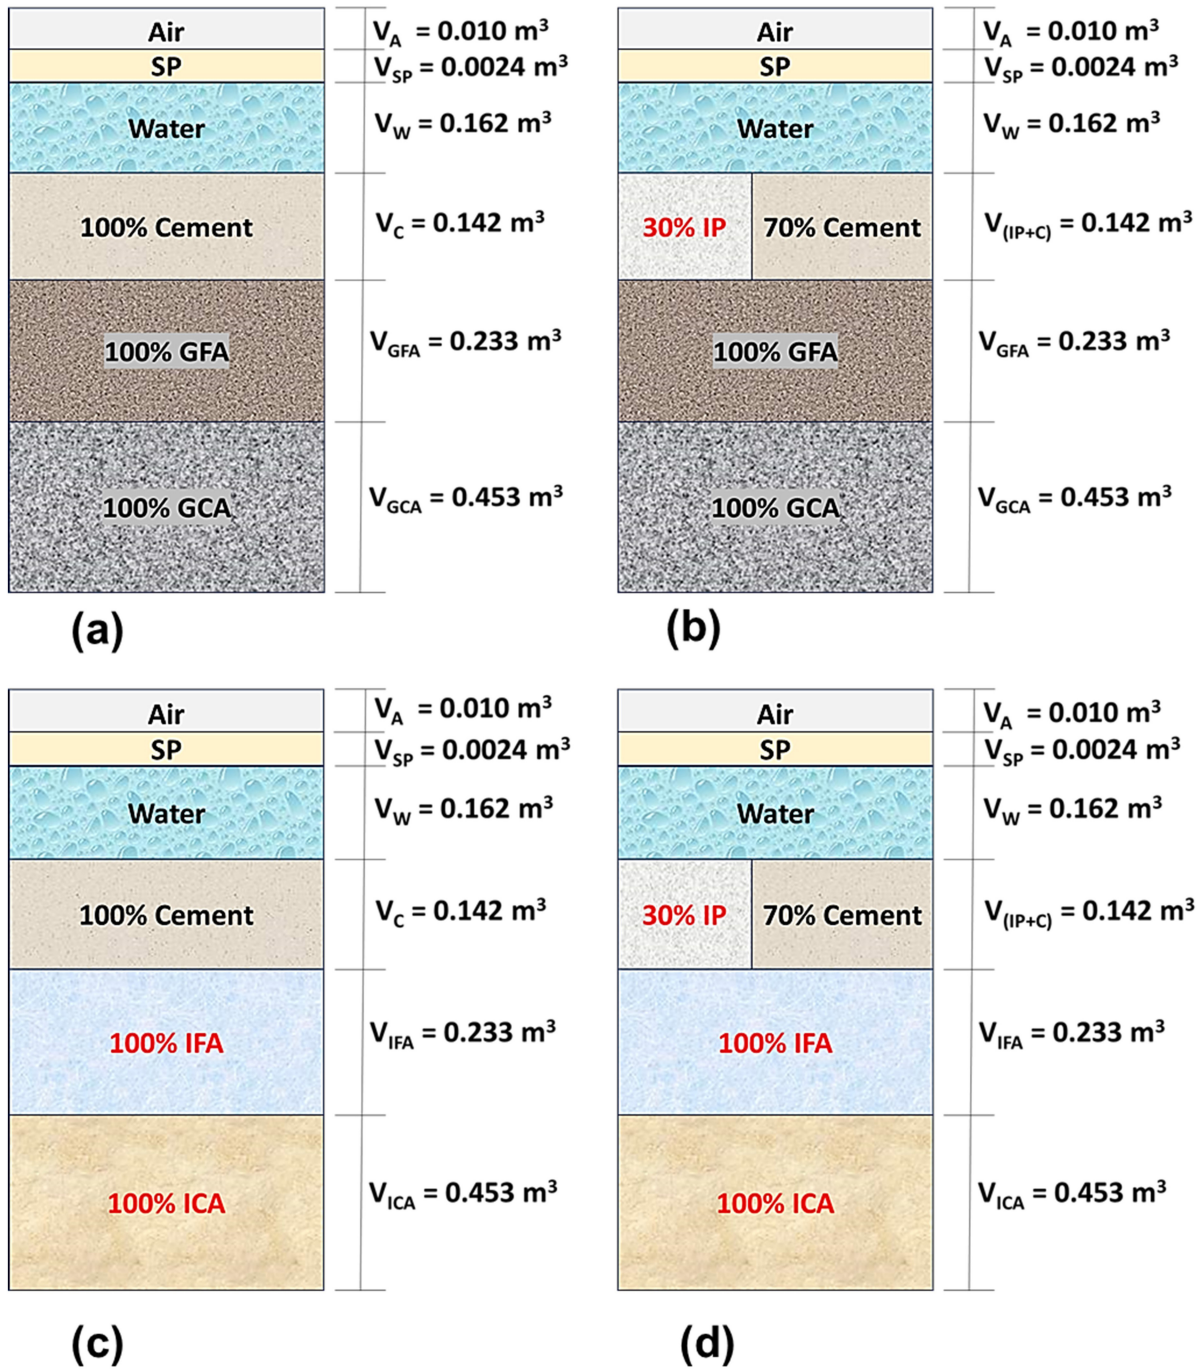 Air
V_A = 0.010 m³
SP
V_SP = 0.0024 m³
Water
V_W = 0.162 m³
100% Cement
V_C = 0.142 m³
100% GFA
V_GFA = 0.233 m³
100% GCA
V_GCA = 0.453 m³
(a)
Air
V_A = 0.010 m³
SP
V_SP = 0.0024 m³
Water
V_W = 0.162 m³
30% IP
70% Cement
V_(IP+C) = 0.142 m³
100% GFA
V_GFA = 0.233 m³
100% GCA
V_GCA = 0.453 m³
(b)
Air
V_A = 0.010 m³
SP
V_SP = 0.0024 m³
Water
V_W = 0.162 m³
100% Cement
V_C = 0.142 m³
100% IFA
V_IFA = 0.233 m³
100% ICA
V_ICA = 0.453 m³
(c)
Air
V_A = 0.010 m³
SP
V_SP = 0.0024 m³
Water
V_W = 0.162 m³
30% IP
70% Cement
V_(IP+C) = 0.142 m³
100% IFA
V_IFA = 0.233 m³
100% ICA
V_ICA = 0.453 m³
(d)